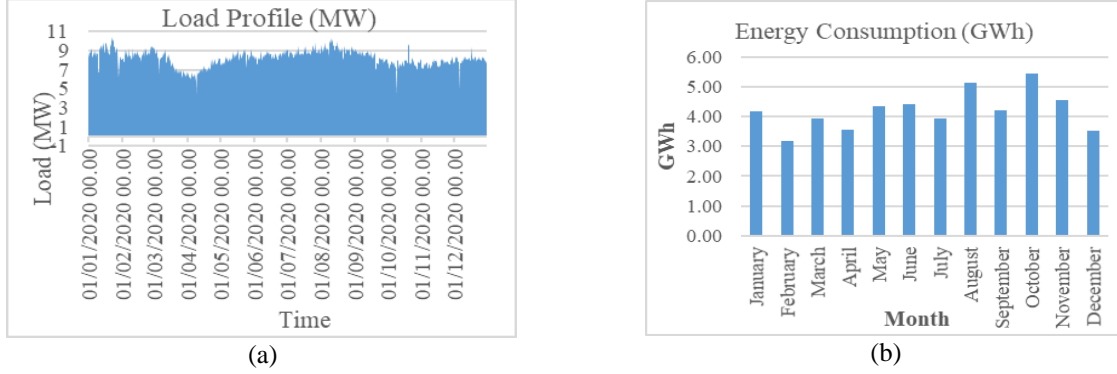 Load Profile (MW)
11
9
7
5
3
1
-1
Load (MW)
01/01/2020 00.00
01/02/2020 00.00
01/03/2020 00.00
01/04/2020 00.00
01/05/2020 00.00
01/06/2020 00.00
01/07/2020 00.00
01/08/2020 00.00
01/09/2020 00.00
01/10/2020 00.00
01/11/2020 00.00
01/12/2020 00.00
Time
(a)
Energy Consumption (GWh)
6.00
5.00
4.00
3.00
2.00
1.00
0.00
GWh
January
February
March
April
May
June
July
August
September
October
November
December
Month
(b)